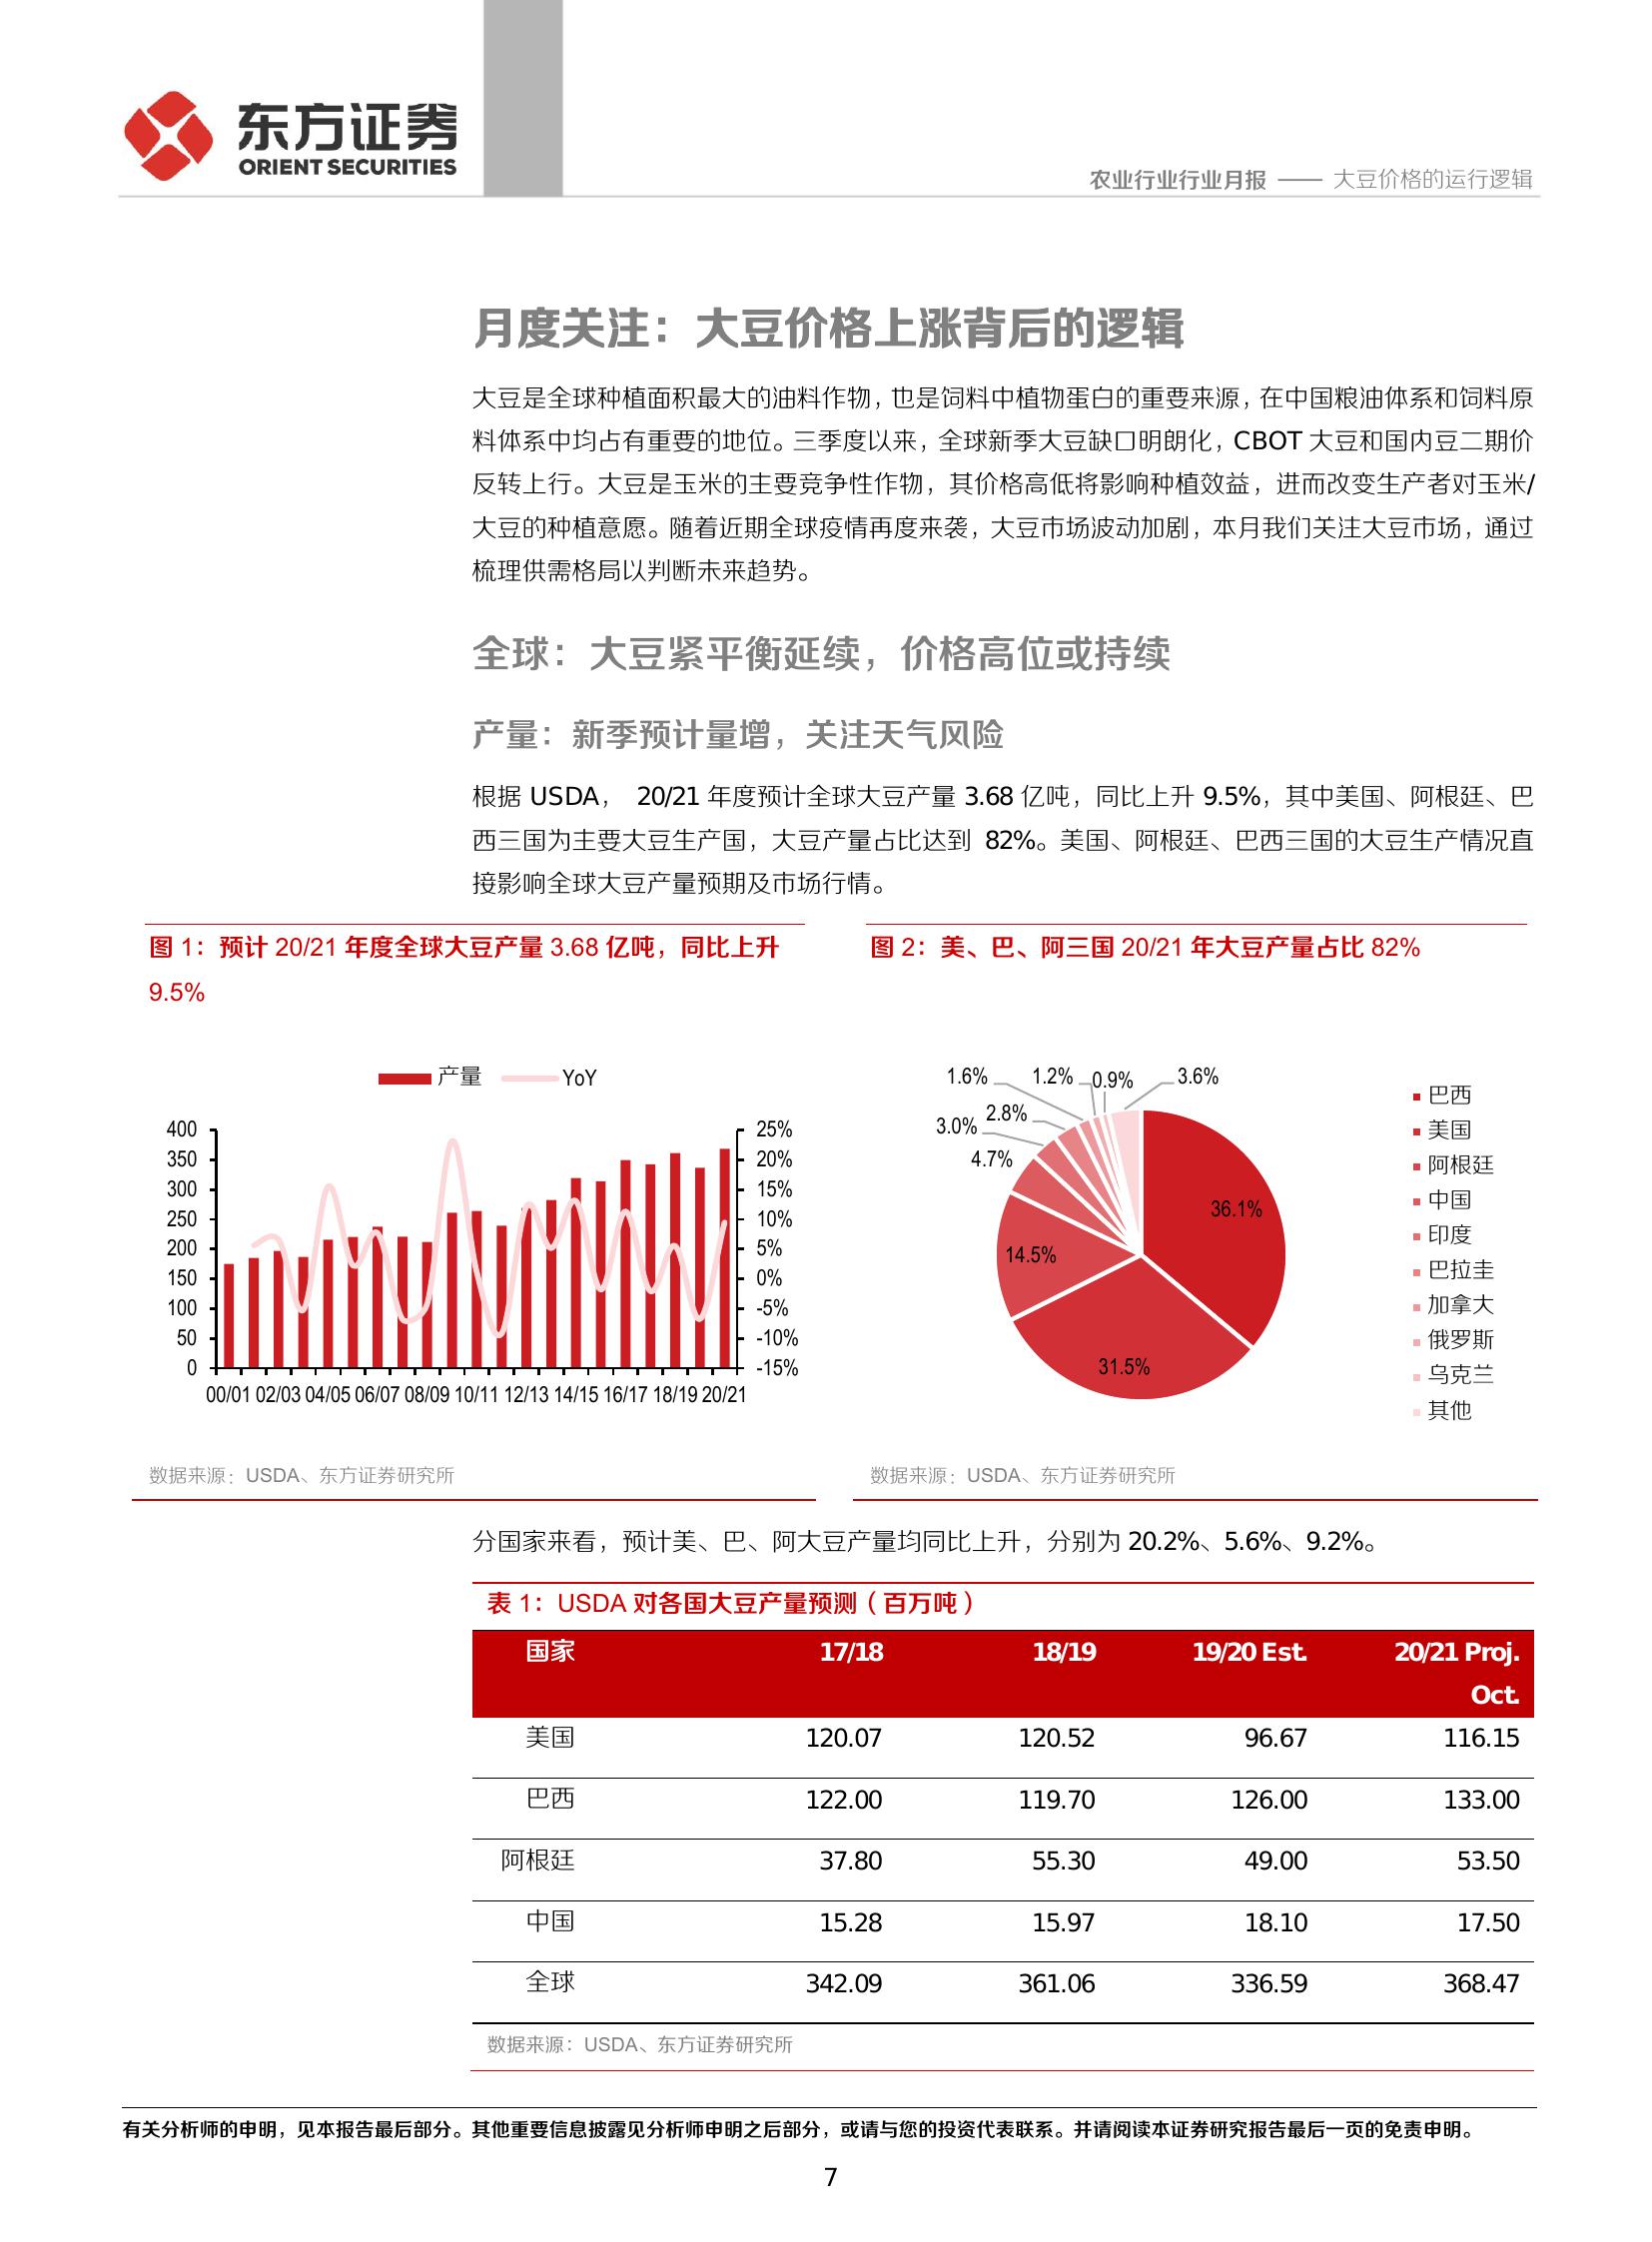 东方证券
ORIENT SECURITIES
农业行业行业月报 —— 大豆价格的运行逻辑
月度关注：大豆价格上涨背后的逻辑
大豆是全球种植面积最大的油料作物，也是饲料中植物蛋白的重要来源，在中国粮油体系和饲料原
料体系中均占有重要的地位。三季度以来，全球新季大豆缺口明朗化，CBOT 大豆和国内豆二期价
反转上行。大豆是玉米的主要竞争性作物，其价格高低将影响种植效益，进而改变生产者对玉米/
大豆的种植意愿。随着近期全球疫情再度来袭，大豆市场波动加剧，本月我们关注大豆市场，通过
梳理供需格局以判断未来趋势。
全球：大豆紧平衡延续，价格高位或持续
产量：新季预计量增，关注天气风险
根据 USDA， 20/21 年度预计全球大豆产量 3.68 亿吨，同比上升 9.5%，其中美国、阿根廷、巴
西三国为主要大豆生产国，大豆产量占比达到 82%。美国、阿根廷、巴西三国的大豆生产情况直
接影响全球大豆产量预期及市场行情。
图 1：预计 20/21 年度全球大豆产量 3.68 亿吨，同比上升
9.5%
产量 YoY
400
350
300
250
200
150
100
50
0
25%
20%
15%
10%
5%
0%
-5%
-10%
-15%
00/01 02/03 04/05 06/07 08/09 10/11 12/13 14/15 16/17 18/19 20/21
数据来源：USDA、东方证券研究所
图 2：美、巴、阿三国 20/21 年大豆产量占比 82%
1.6% 1.2% 0.9% 3.6%
3.0% 2.8%
4.7%
36.1%
14.5%
31.5%
巴西
美国
阿根廷
中国
印度
巴拉圭
加拿大
俄罗斯
乌克兰
其他
数据来源：USDA、东方证券研究所
分国家来看，预计美、巴、阿大豆产量均同比上升，分别为 20.2%、5.6%、9.2%。
表 1：USDA 对各国大豆产量预测（百万吨）
国家 17/18 18/19 19/20 Est. 20/21 Proj.
Oct.
美国 120.07 120.52 96.67 116.15
巴西 122.00 119.70 126.00 133.00
阿根廷 37.80 55.30 49.00 53.50
中国 15.28 15.97 18.10 17.50
全球 342.09 361.06 336.59 368.47
数据来源：USDA、东方证券研究所
有关分析师的申明，见本报告最后部分。其他重要信息披露见分析师申明之后部分，或请与您的投资代表联系。并请阅读本证券研究报告最后一页的免责申明。
7